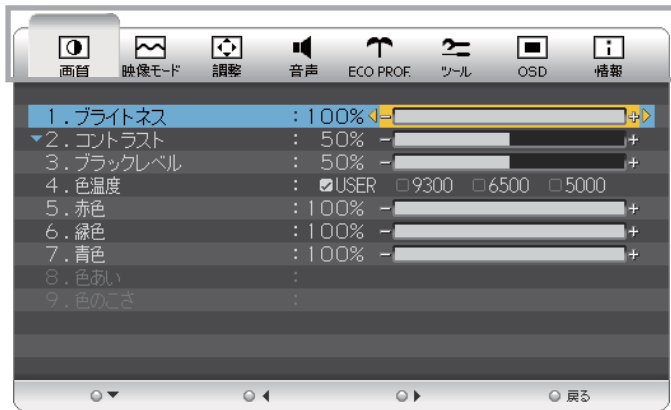 画質 映像モード 調整 音声 ECO PROF. ツール OSD 情報
1.ブライトネス : 100% - +
2.コントラスト : 50% - +
3.ブラックレベル : 50% - +
4.色温度 : USER 9300 6500 5000
5.赤色 : 100% - +
6.緑色 : 100% - +
7.青色 : 100% - +
8.色あい :
9.色のこさ :
戻る